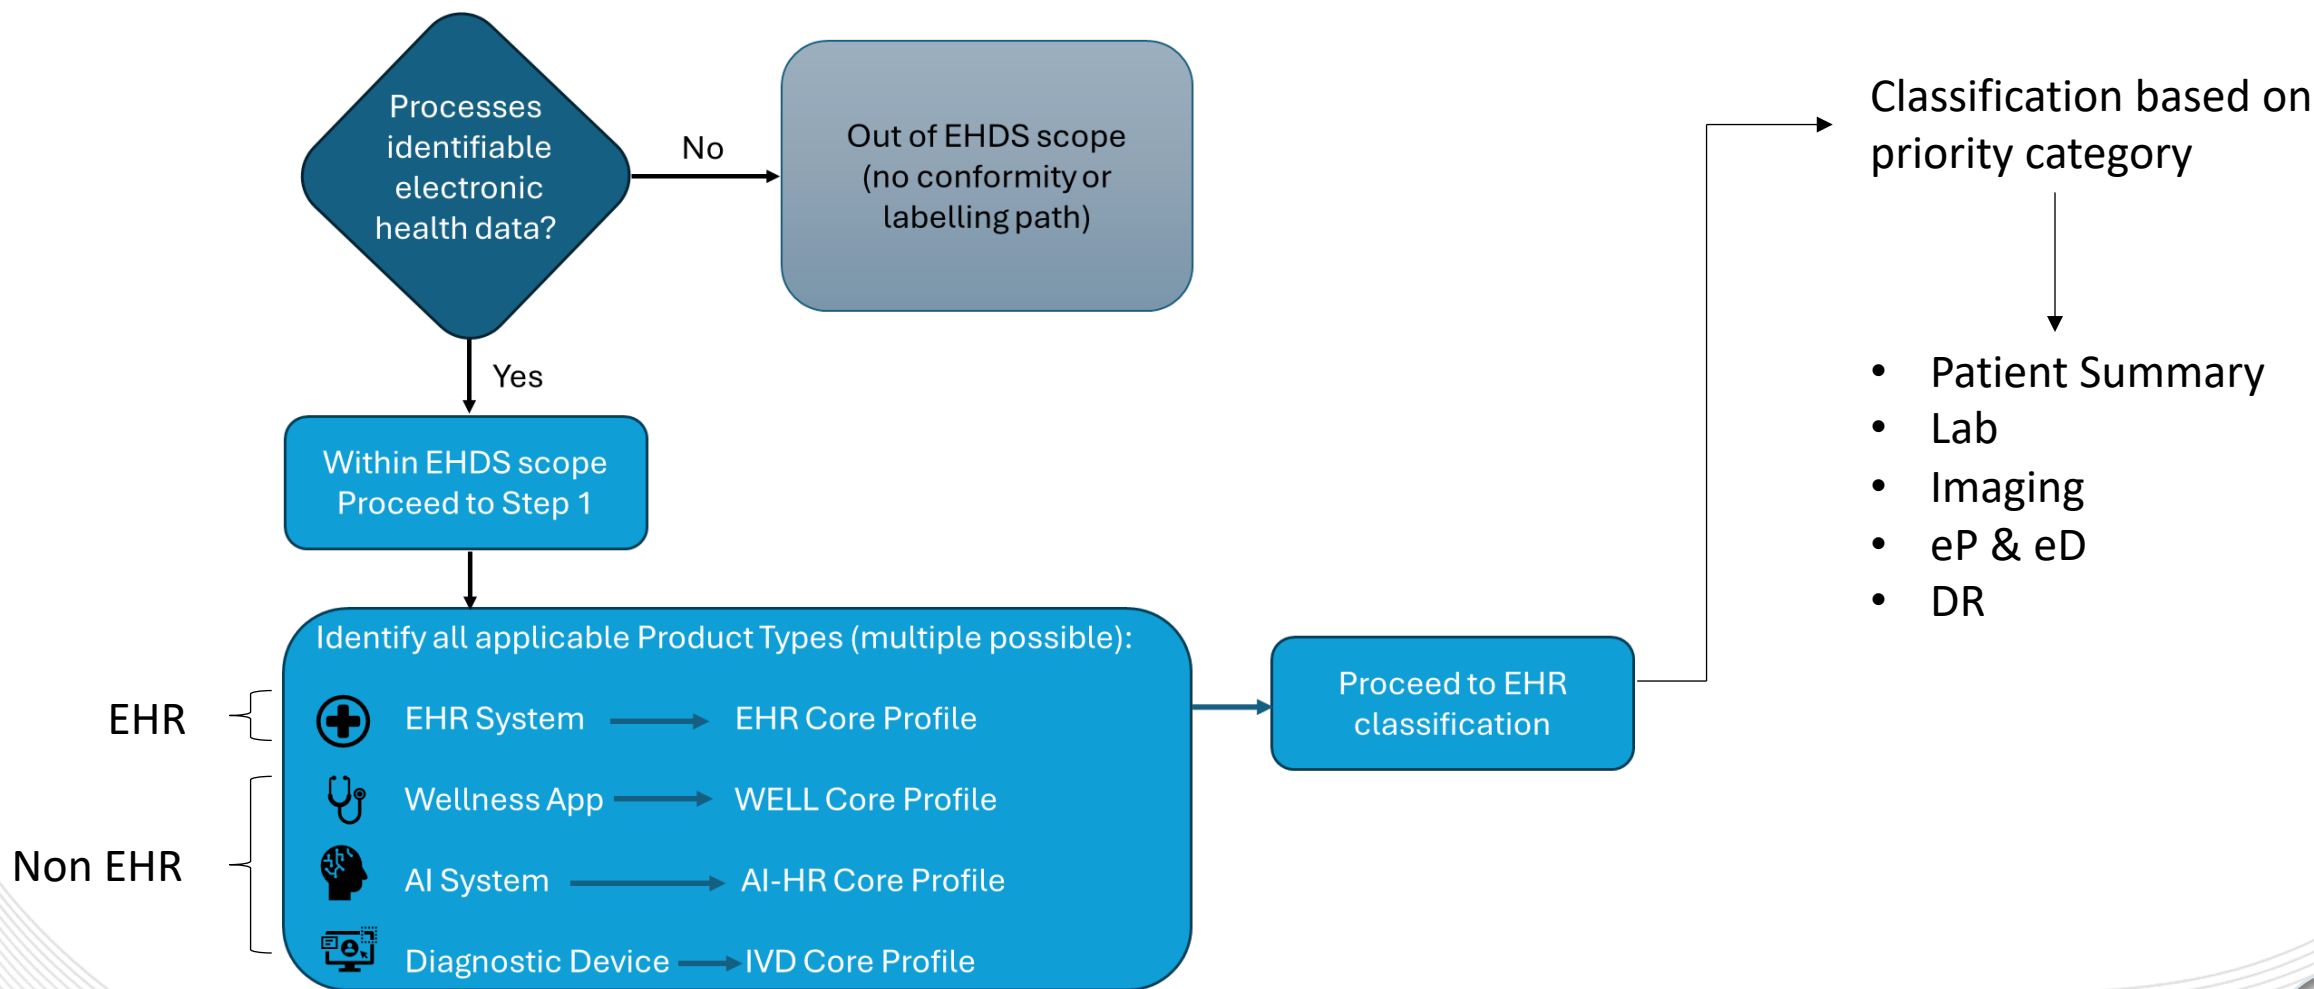 Processes
identifiable
electronic
health data?
No
Out of EHDS scope
(no conformity or
labelling path)
Yes
Within EHDS scope
Proceed to Step 1
Identify all applicable Product Types (multiple possible):
EHR
EHR System
EHR Core Profile
Non EHR
Wellness App
WELL Core Profile
AI System
AI-HR Core Profile
Diagnostic Device
IVD Core Profile
Proceed to EHR
classification
Classification based on
priority category
• Patient Summary
• Lab
• Imaging
• eP & eD
• DR